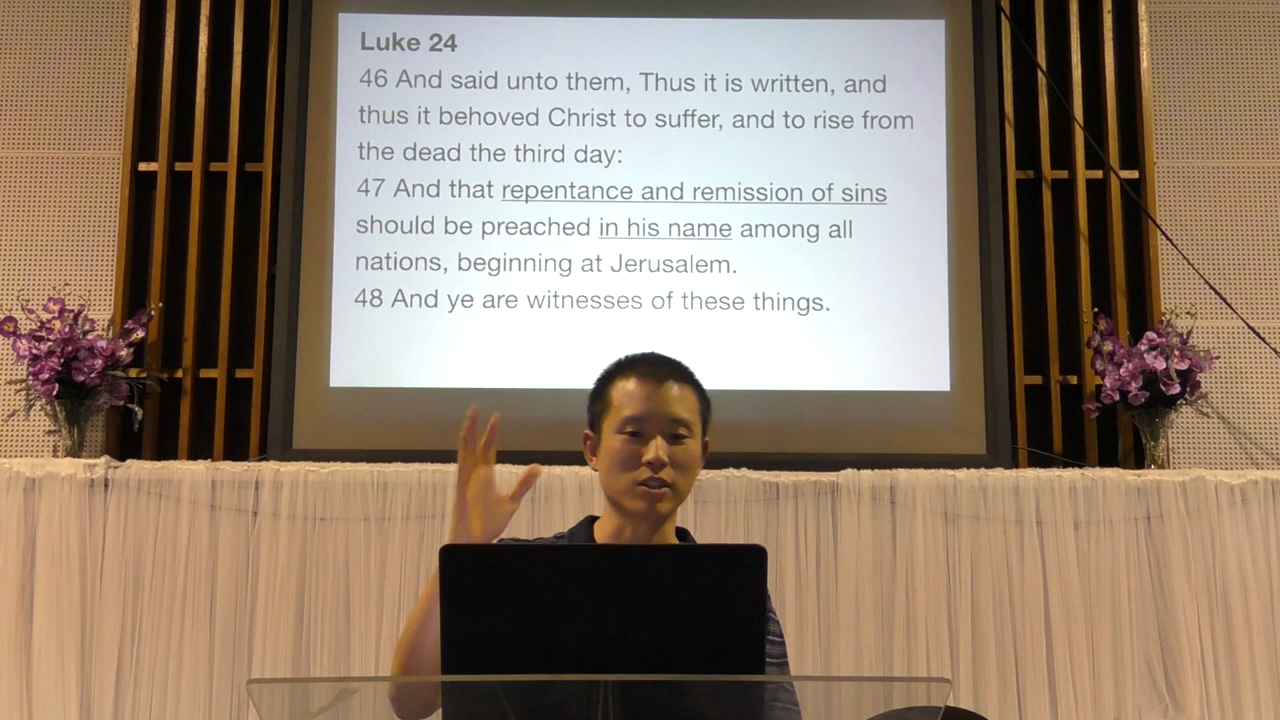 Luke 24
46 And said unto them, Thus it is written, and
thus it behoved Christ to suffer, and to rise from
the dead the third day:
47 And that repentance and remission of sins
should be preached in his name among all
nations, beginning at Jerusalem.
48 And ye are witnesses of these things.